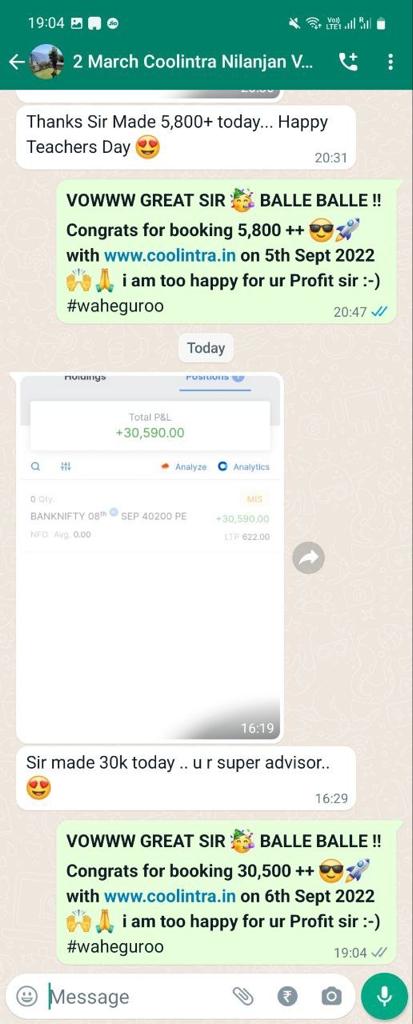 19:04
Vo)) LTE1
R
2 March Coolintra Nilanjan V...
Thanks Sir Made 5,800+ today... Happy
Teachers Day 😍
20:31
VOWWW GREAT SIR 🥳 BALLE BALLE !!
Congrats for booking 5,800 ++ 😎🚀
with www.coolintra.in on 5th Sept 2022
🙌🙏 i am too happy for ur Profit sir :-)
#waheguroo
20:47
Today
Holdings Positions
Total P&L
+30,590.00
Analyze Analytics
0 Qty. MIS
BANKNIFTY 08th SEP 40200 PE +30,590.00
NFO Avg. 0.00 LTP 622.00
16:19
Sir made 30k today .. u r super advisor..
😍
16:29
VOWWW GREAT SIR 🥳 BALLE BALLE !!
Congrats for booking 30,500 ++ 😎🚀
with www.coolintra.in on 6th Sept 2022
🙌🙏 i am too happy for ur Profit sir :-)
#waheguroo
19:04
Message